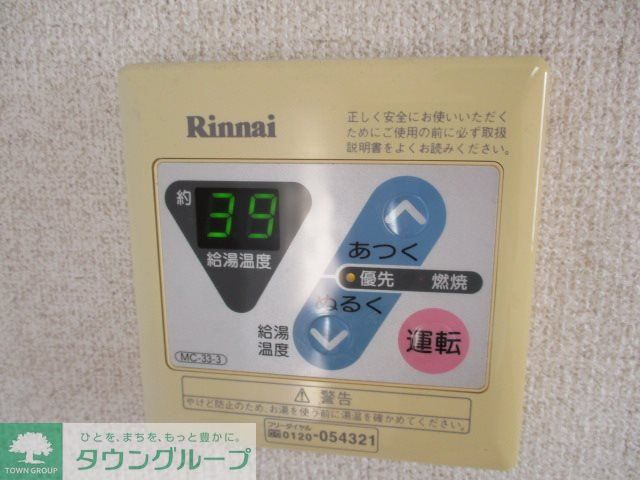 Rinnai
正しく安全にお使いいただく
ためにご使用の前に必ず取扱
説明書をよくお読みください。
約
39
給湯温度
あつく
優先 燃焼
ぬるく
給湯
温度
運転
MC-33-3
⚠ 警告
やけど防止のため、お湯を使う前に湯温を確かめてください。
フリーダイヤル
0120-054321
TOWN GROUP
ひとを、まちを、もっと豊かに。
タウングループ